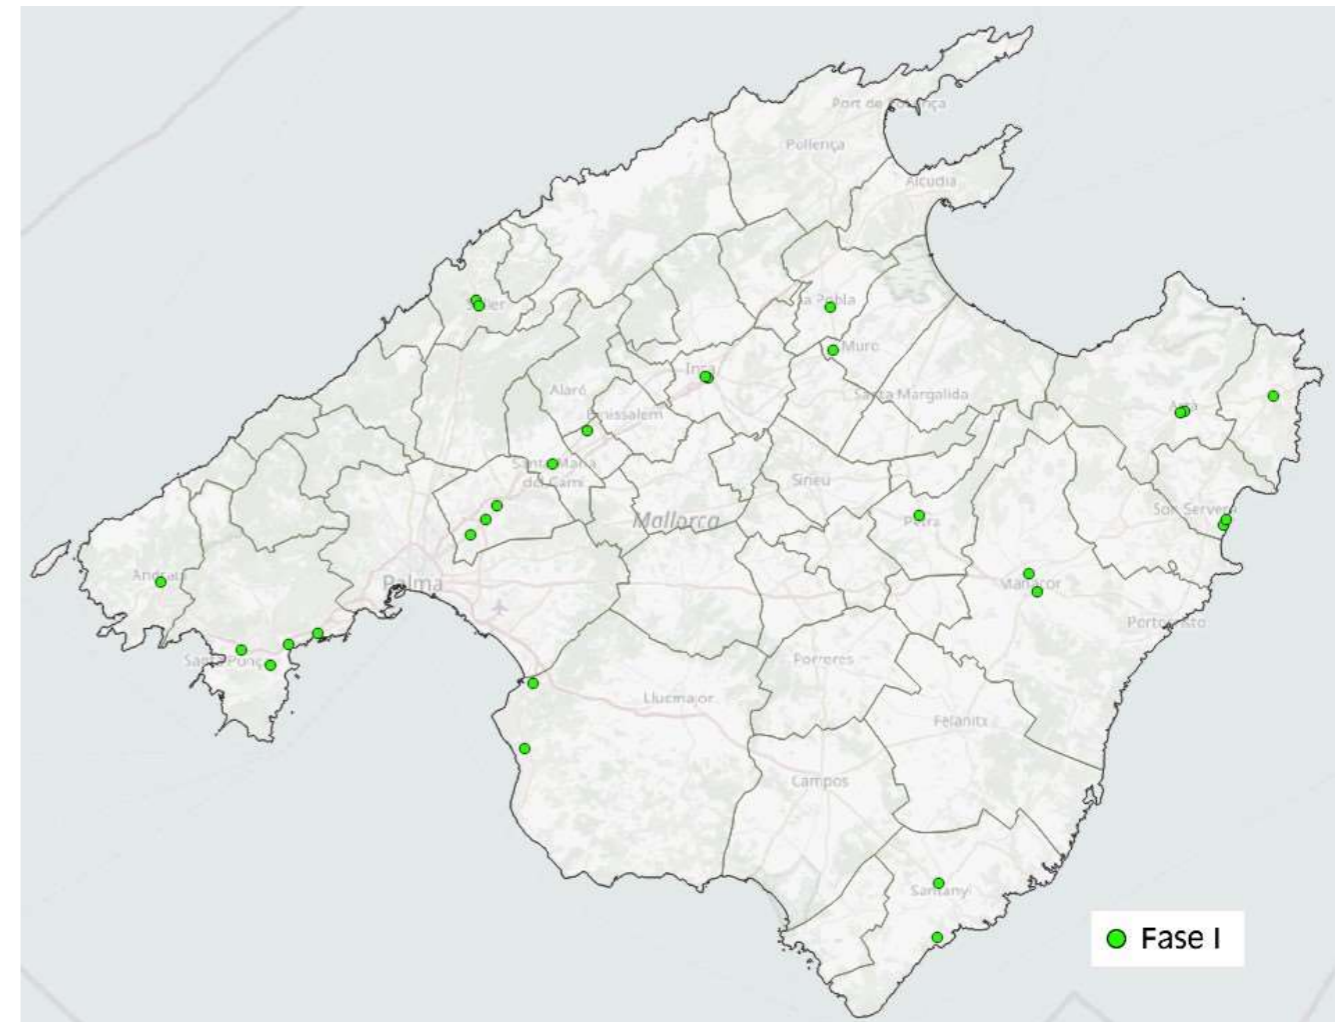 Port de Pollença
Pollença
Alcúdia
Sóller
Sa Pobla
Muro
Inca
Alaró
Binissalem
Santa Margalida
Artà
Santa Maria
del Camí
Sineu
Son Servera
Mallorca
Petra
Andratx
Palma
Manacor
Portocristo
Santa Ponça
Porreres
Llucmajor
Felanitx
Campos
Santanyí
Fase I